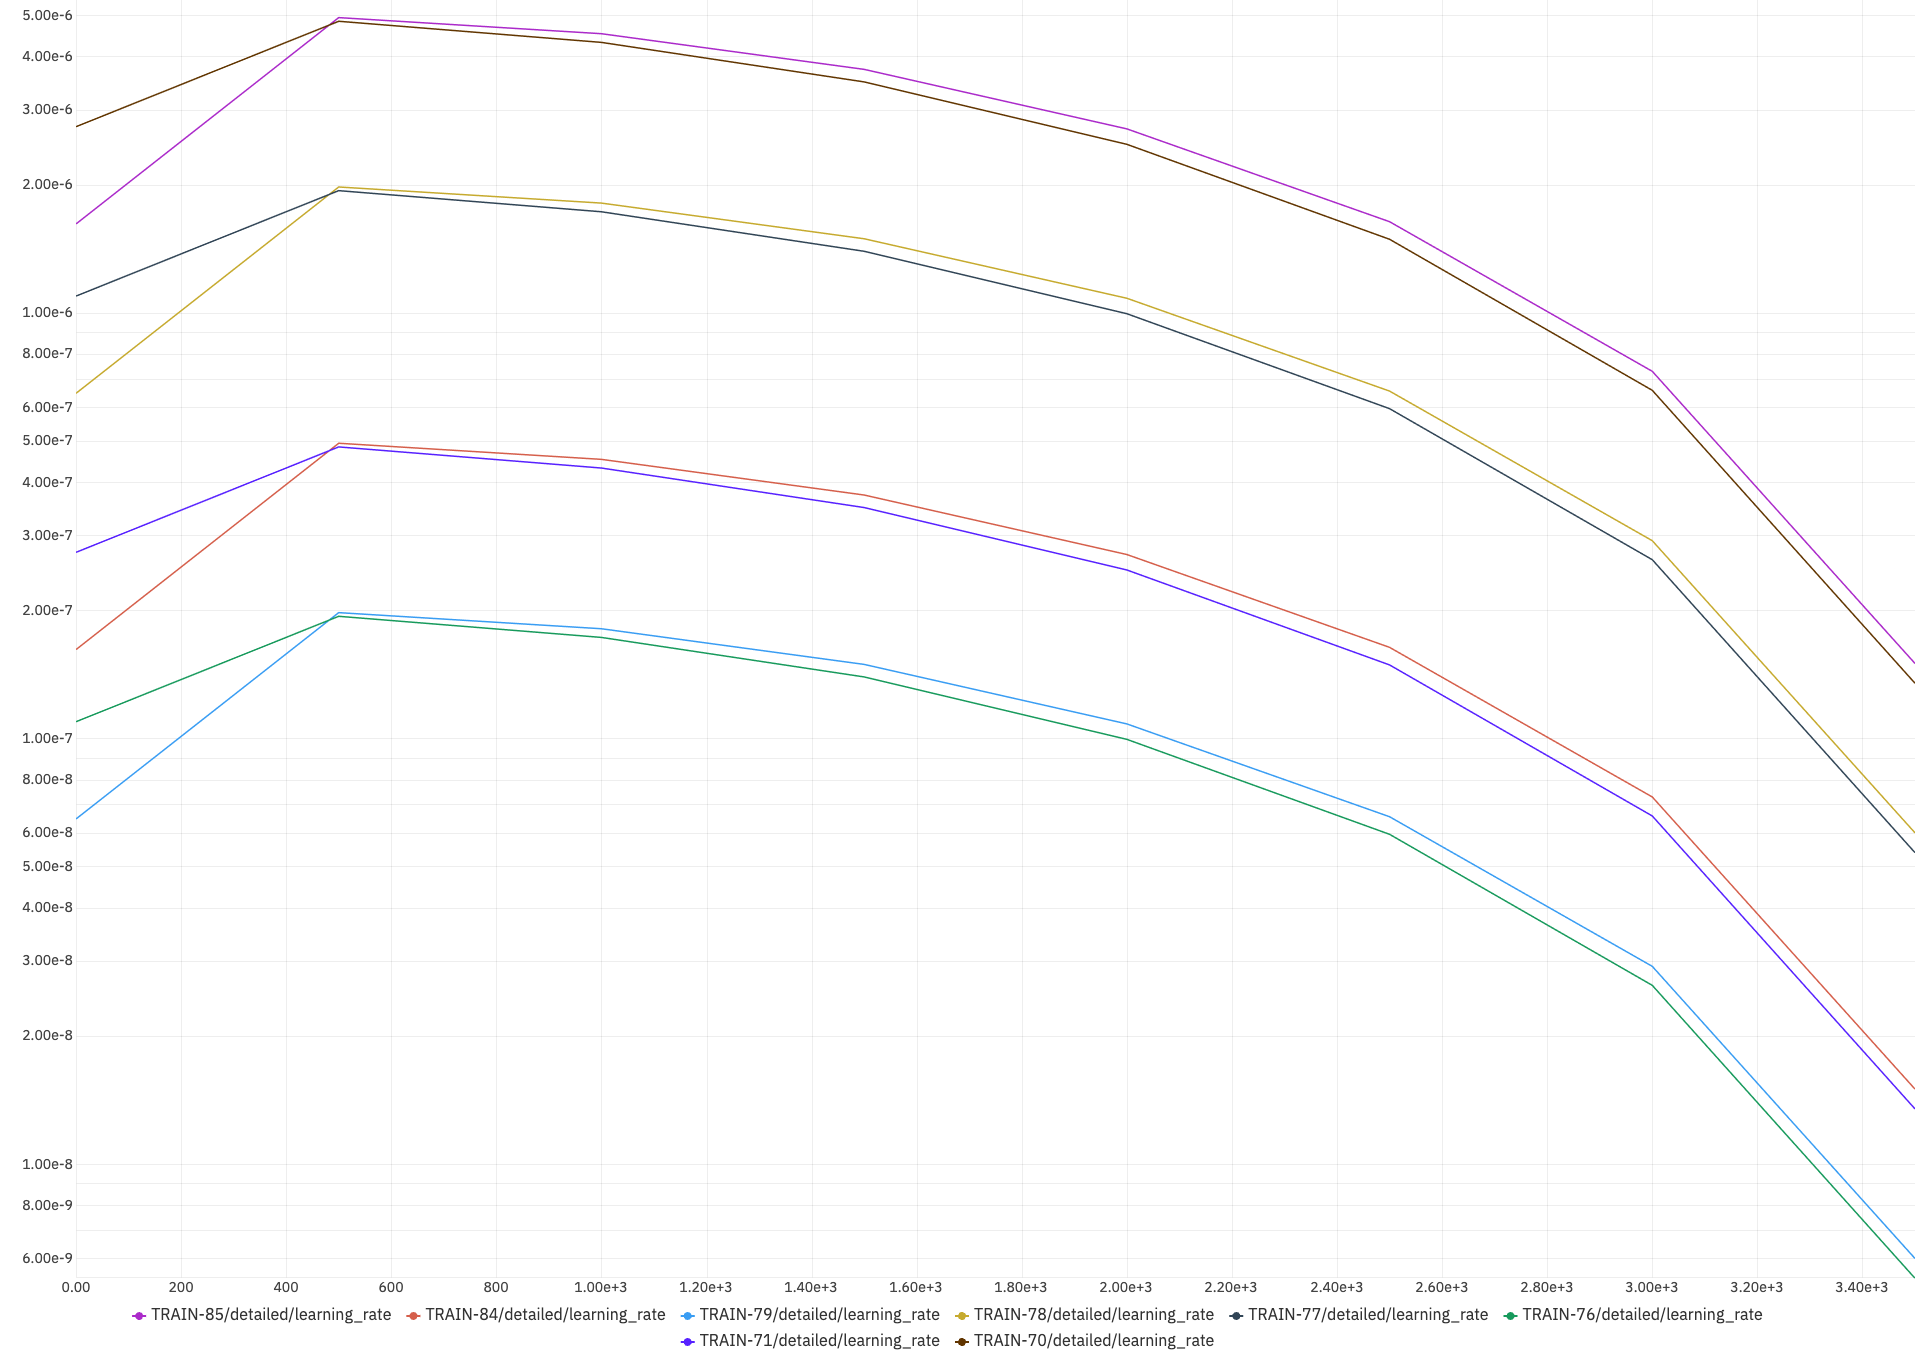 5.00e-6
4.00e-6
3.00e-6
2.00e-6
1.00e-6
8.00e-7
6.00e-7
5.00e-7
4.00e-7
3.00e-7
2.00e-7
1.00e-7
8.00e-8
6.00e-8
5.00e-8
4.00e-8
3.00e-8
2.00e-8
1.00e-8
8.00e-9
6.00e-9
0.00 200 400 600 800 1.00e+3 1.20e+3 1.40e+3 1.60e+3 1.80e+3 2.00e+3 2.20e+3 2.40e+3 2.60e+3 2.80e+3 3.00e+3 3.20e+3 3.40e+3
TRAIN-85/detailed/learning_rate TRAIN-84/detailed/learning_rate TRAIN-79/detailed/learning_rate TRAIN-78/detailed/learning_rate TRAIN-77/detailed/learning_rate TRAIN-76/detailed/learning_rate
TRAIN-71/detailed/learning_rate TRAIN-70/detailed/learning_rate